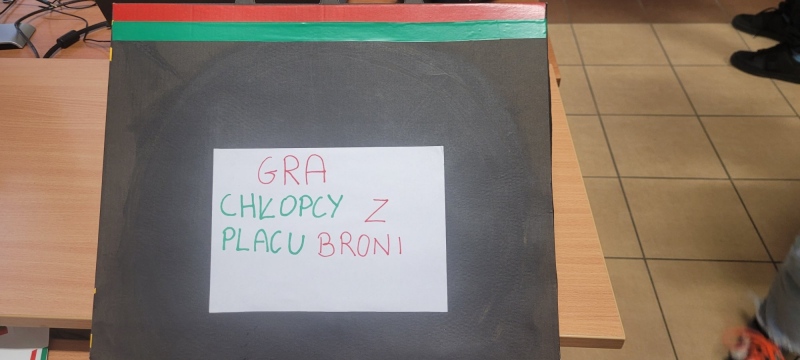 GRA
CHŁOPCY Z
PLACU BRONI